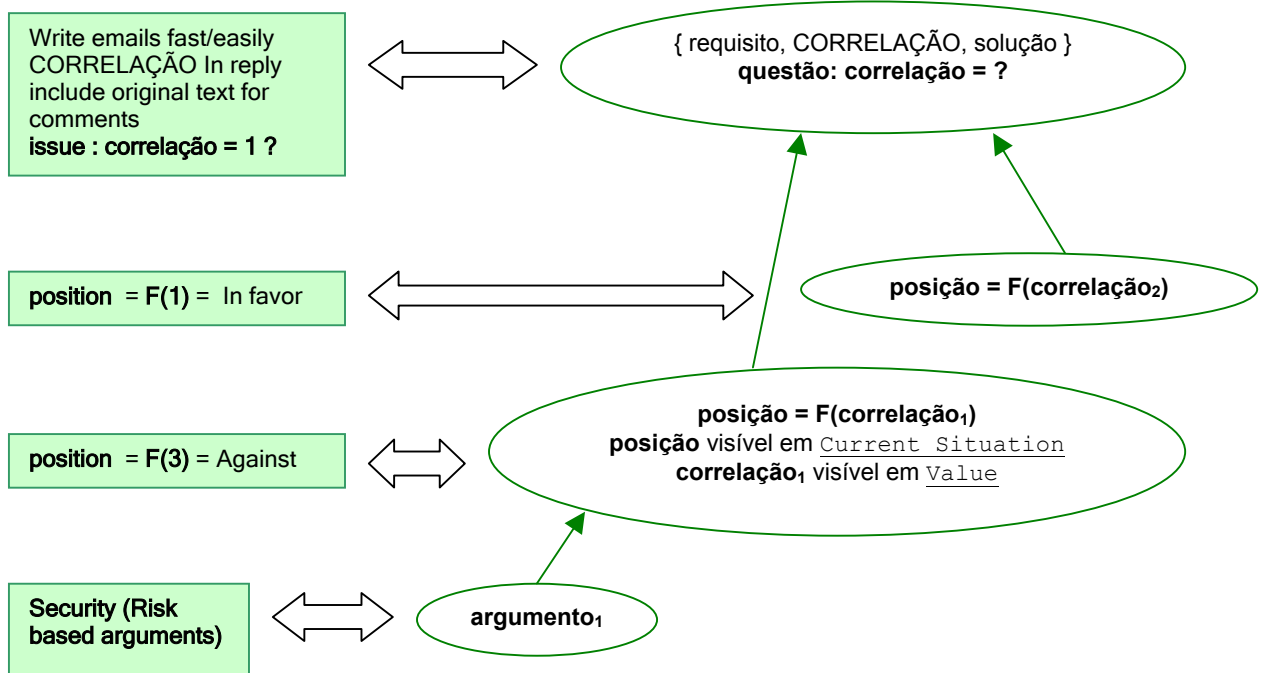 Write emails fast/easily
CORRELAÇÃO In reply
include original text for
comments
issue : correlação = 1 ?
{ requisito, CORRELAÇÃO, solução }
questão: correlação = ?
position = F(1) = In favor
posição = F(correlação₂)
position = F(3) = Against
posição = F(correlação₁)
posição visível em Current Situation
correlação₁ visível em Value
Security (Risk
based arguments)
argumento₁